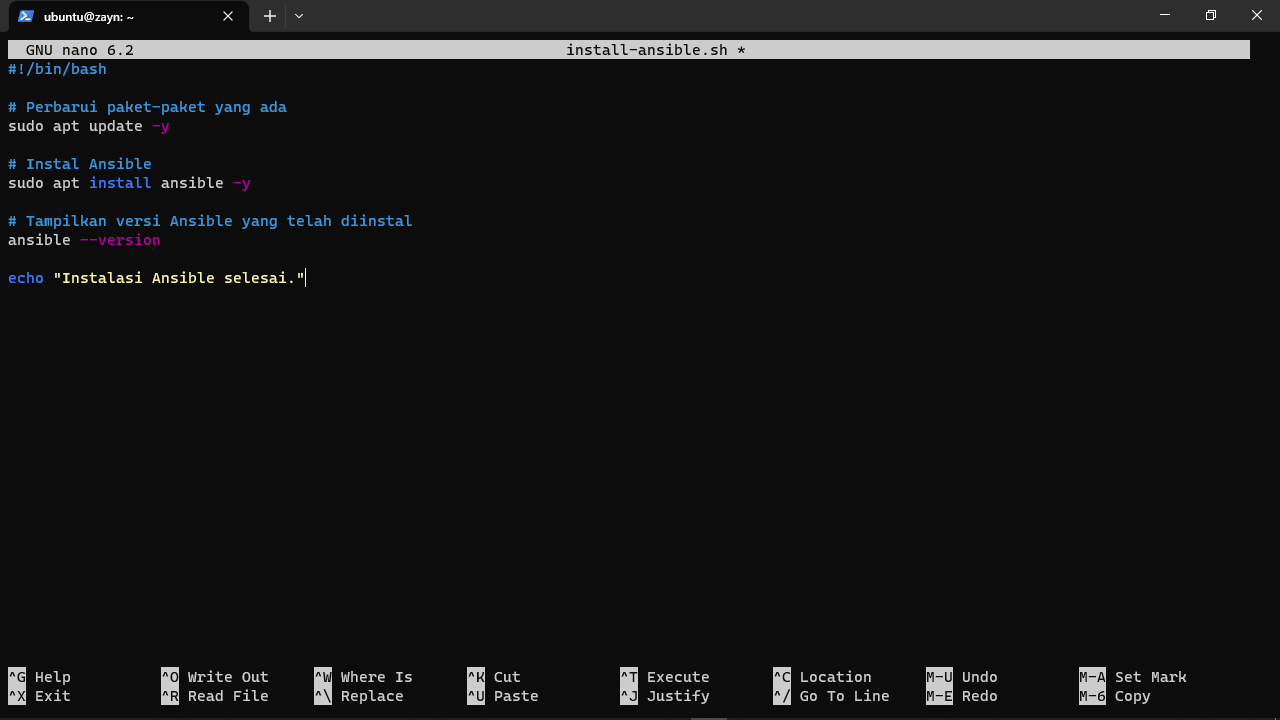 ubuntu@zayn: ~
GNU nano 6.2 install-ansible.sh *
#!/bin/bash
# Perbarui paket-paket yang ada
sudo apt update -y
# Instal Ansible
sudo apt install ansible -y
# Tampilkan versi Ansible yang telah diinstal
ansible --version
echo "Instalasi Ansible selesai."
^G Help ^O Write Out ^W Where Is ^K Cut ^T Execute ^C Location M-U Undo M-A Set Mark
^X Exit ^R Read File ^\ Replace ^U Paste ^J Justify ^/ Go To Line M-E Redo M-6 Copy